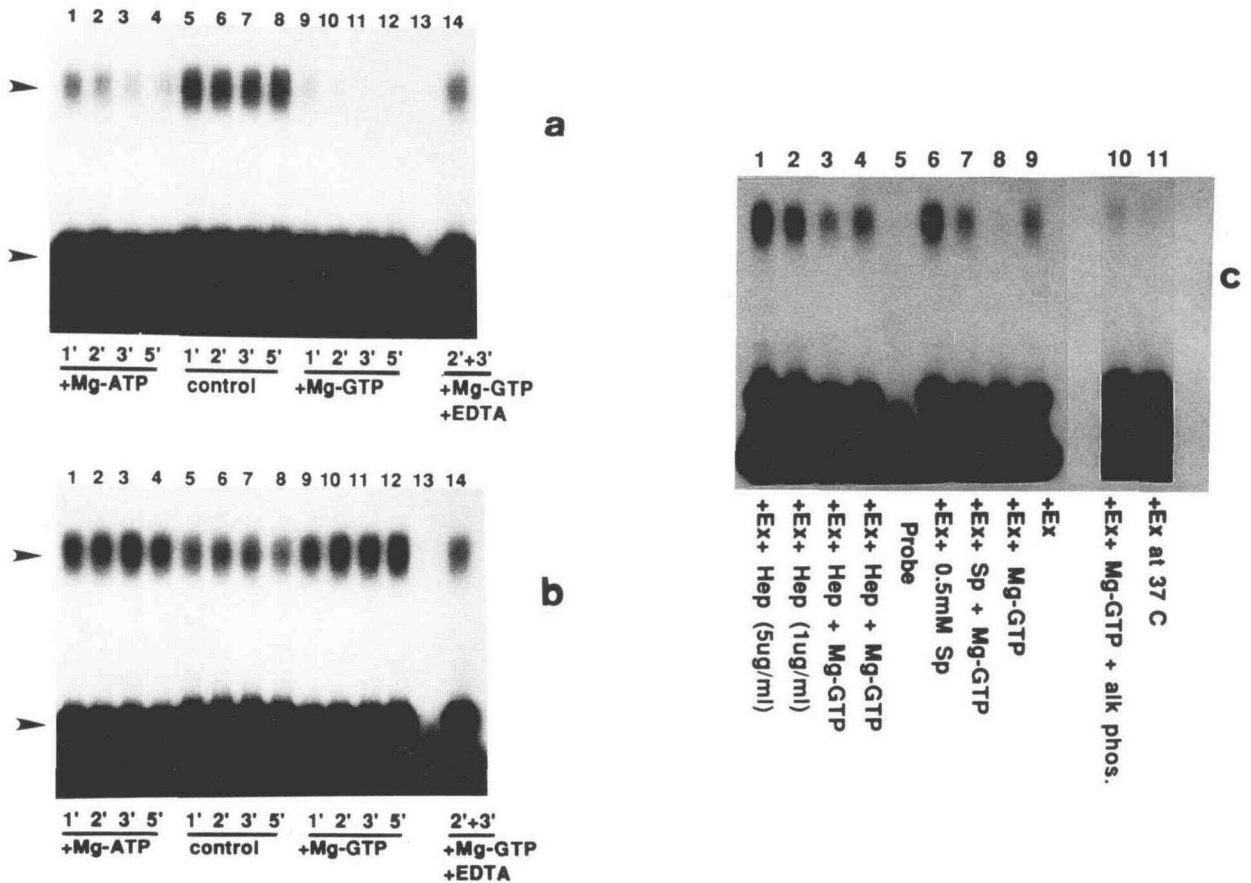 1 2 3 4 5 6 7 8 9 10 11 12 13 14
a
1' 2' 3' 5' 1' 2' 3' 5' 1' 2' 3' 5' 2'+3'
+Mg-ATP control +Mg-GTP +Mg-GTP
+EDTA
1 2 3 4 5 6 7 8 9 10 11 12 13 14
b
1' 2' 3' 5' 1' 2' 3' 5' 1' 2' 3' 5' 2'+3'
+Mg-ATP control +Mg-GTP +Mg-GTP
+EDTA
1 2 3 4 5 6 7 8 9 10 11
c
+Ex+ Hep (5ug/ml)
+Ex+ Hep (1ug/ml)
+Ex+ Hep + Mg-GTP
+Ex+ Hep + Mg-GTP
Probe
+Ex+ 0.5mM Sp
+Ex+ Sp + Mg-GTP
+Ex+ Mg-GTP
+Ex
+Ex+ Mg-GTP + alk phos.
+Ex at 37 C